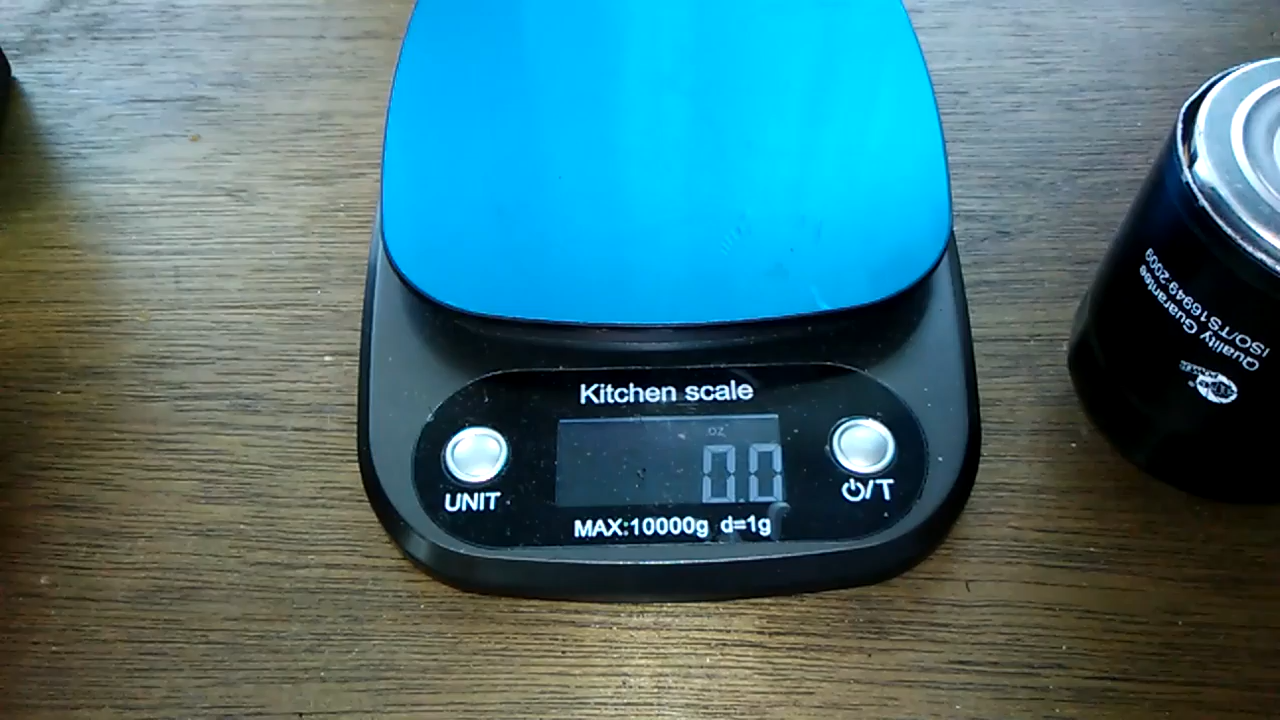 Kitchen scale
oz
0.0
UNIT
⏻/T
MAX:10000g d=1g
Quality Guarantee
ISO/TS16949:2009